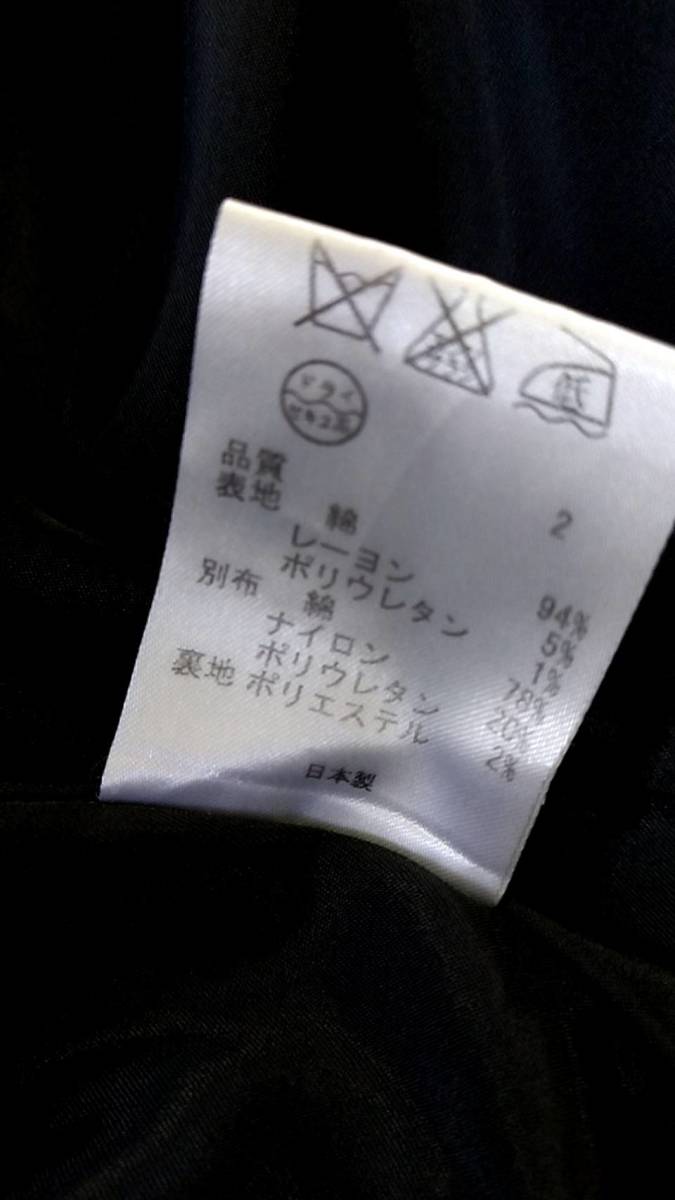 低
ドライ
セキユ系
品質 2
表地 綿 94%
レーヨン 5%
ポリウレタン 1%
別布 綿 78%
ナイロン 20%
ポリウレタン 2%
裏地 ポリエステル
日本製